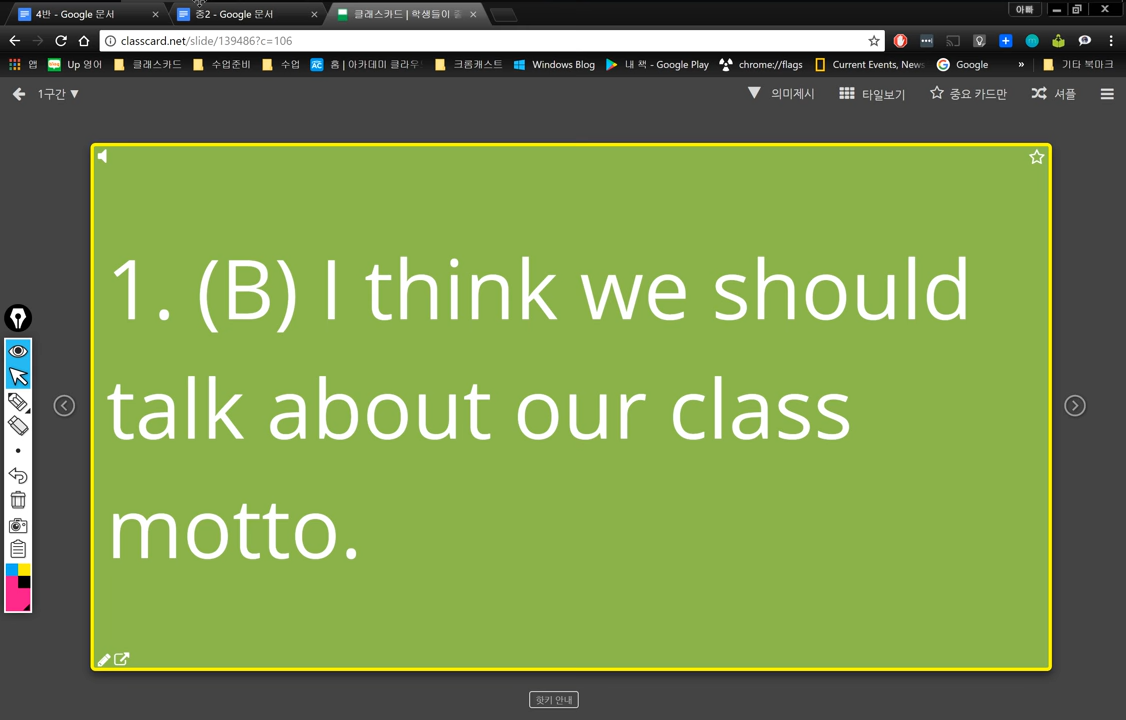 4반 - Google 문서
중2 - Google 문서
클래스카드 | 학생들이 좋
아빠
classcard.net/slide/139486?c=106
앱
Up 영어
클래스카드
수업준비
수업
홈 | 아카데미 클라우
크롬캐스트
Windows Blog
내 책 - Google Play
chrome://flags
Current Events, News
Google
»
기타 북마크
1구간 ▼
의미제시
타일보기
중요 카드만
셔플
1. (B) I think we should
talk about our class
motto.
핫키 안내